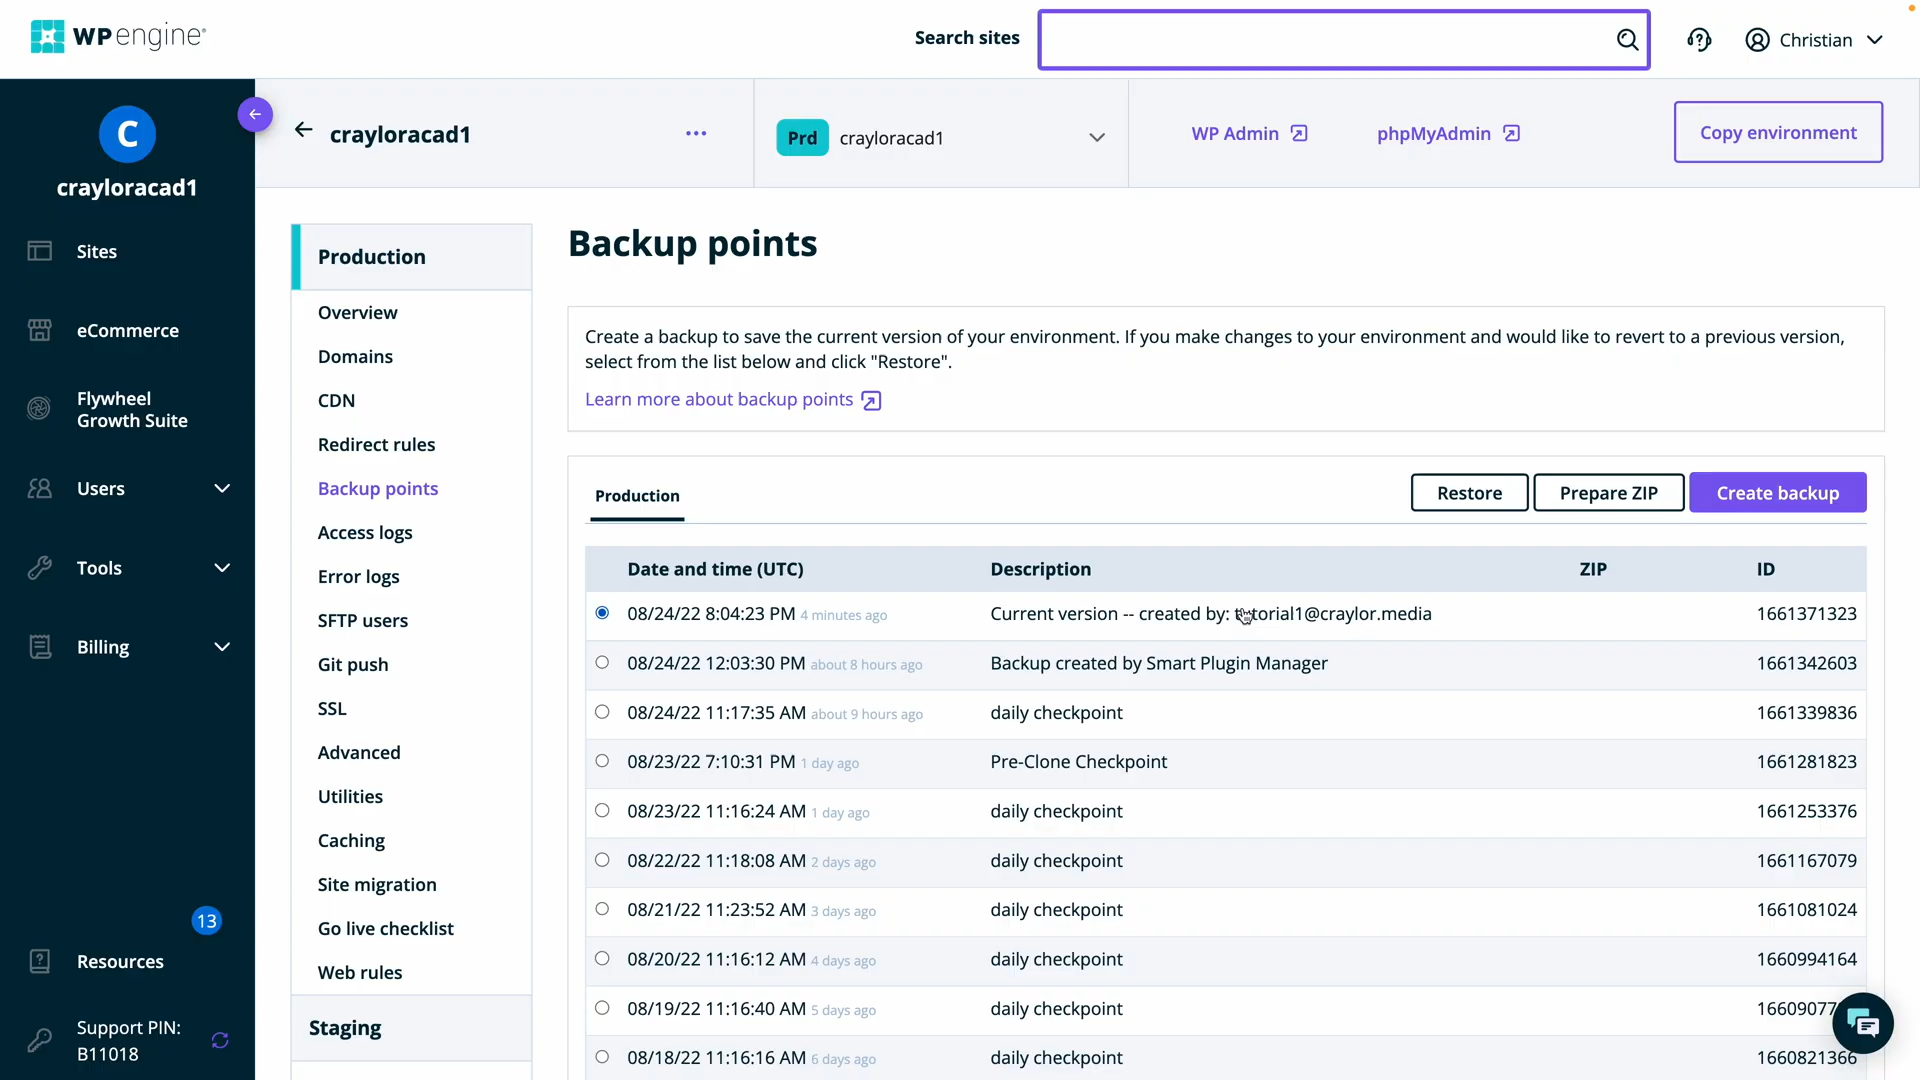 WPengine
Search sites
Christian
C
crayloracad1
Sites
eCommerce
Flywheel
Growth Suite
Users
Tools
Billing
13
Resources
Support PIN:
B11018
crayloracad1
Prd crayloracad1
WP Admin
phpMyAdmin
Copy environment
Production
Overview
Domains
CDN
Redirect rules
Backup points
Access logs
Error logs
SFTP users
Git push
SSL
Advanced
Utilities
Caching
Site migration
Go live checklist
Web rules
Staging
Backup points
Create a backup to save the current version of your environment. If you make changes to your environment and would like to revert to a previous version,
select from the list below and click "Restore".
Learn more about backup points
Production
Restore
Prepare ZIP
Create backup
Date and time (UTC) Description ZIP ID
08/24/22 8:04:23 PM 4 minutes ago Current version -- created by: tutorial1@craylor.media 1661371323
08/24/22 12:03:30 PM about 8 hours ago Backup created by Smart Plugin Manager 1661342603
08/24/22 11:17:35 AM about 9 hours ago daily checkpoint 1661339836
08/23/22 7:10:31 PM 1 day ago Pre-Clone Checkpoint 1661281823
08/23/22 11:16:24 AM 1 day ago daily checkpoint 1661253376
08/22/22 11:18:08 AM 2 days ago daily checkpoint 1661167079
08/21/22 11:23:52 AM 3 days ago daily checkpoint 1661081024
08/20/22 11:16:12 AM 4 days ago daily checkpoint 1660994164
08/19/22 11:16:40 AM 5 days ago daily checkpoint
08/18/22 11:16:16 AM 6 days ago daily checkpoint 1660821366